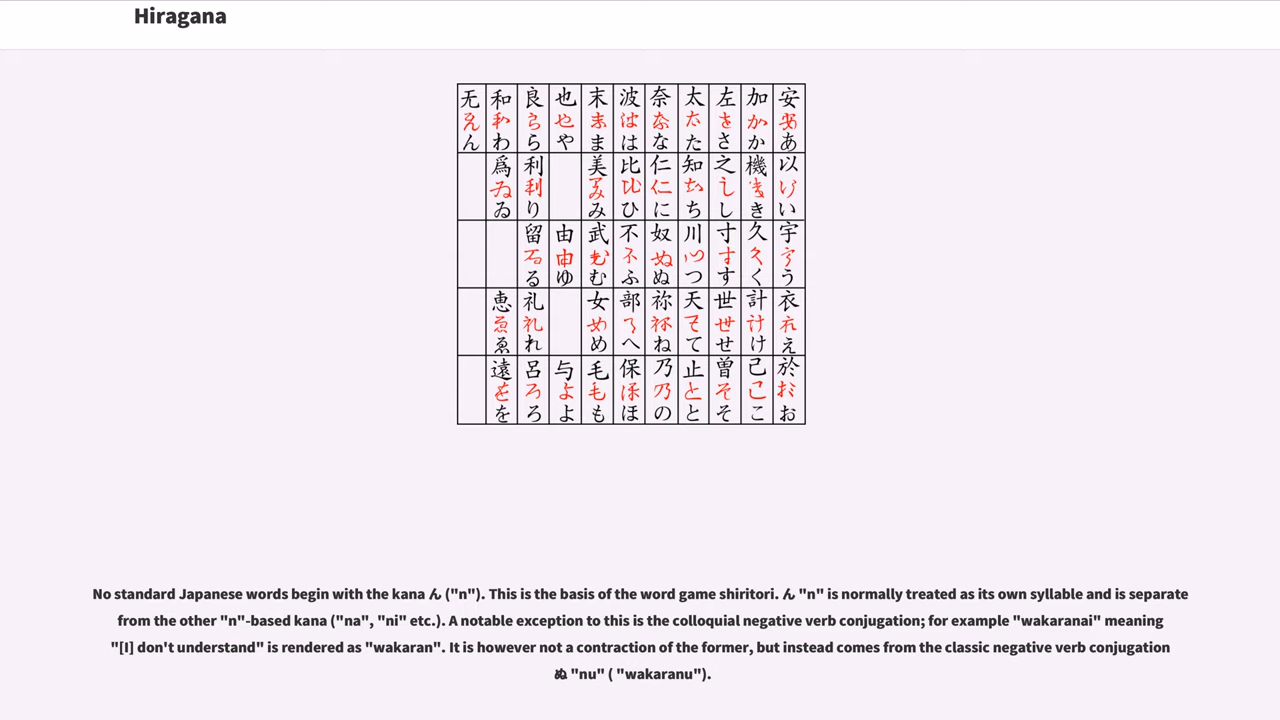 Hiragana
无 和 良 也 末 波 奈 太 左 加 安
ん わ ら や ま は な た さ か あ
爲 利 美 比 仁 知 之 機 以
ゐ り み ひ に ち し き い
留 由 武 不 奴 川 寸 久 宇
る ゆ む ふ ぬ つ す く う
恵 礼 女 部 祢 天 世 計 衣
ゑ れ め へ ね て せ け え
遠 呂 与 毛 保 乃 止 曽 己 於
を ろ よ も ほ の と そ こ お
No standard Japanese words begin with the kana ん ("n"). This is the basis of the word game shiritori. ん "n" is normally treated as its own syllable and is separate
from the other "n"-based kana ("na", "ni" etc.). A notable exception to this is the colloquial negative verb conjugation; for example "wakaranai" meaning
"[I] don't understand" is rendered as "wakaran". It is however not a contraction of the former, but instead comes from the classic negative verb conjugation
ぬ "nu" ( "wakaranu").